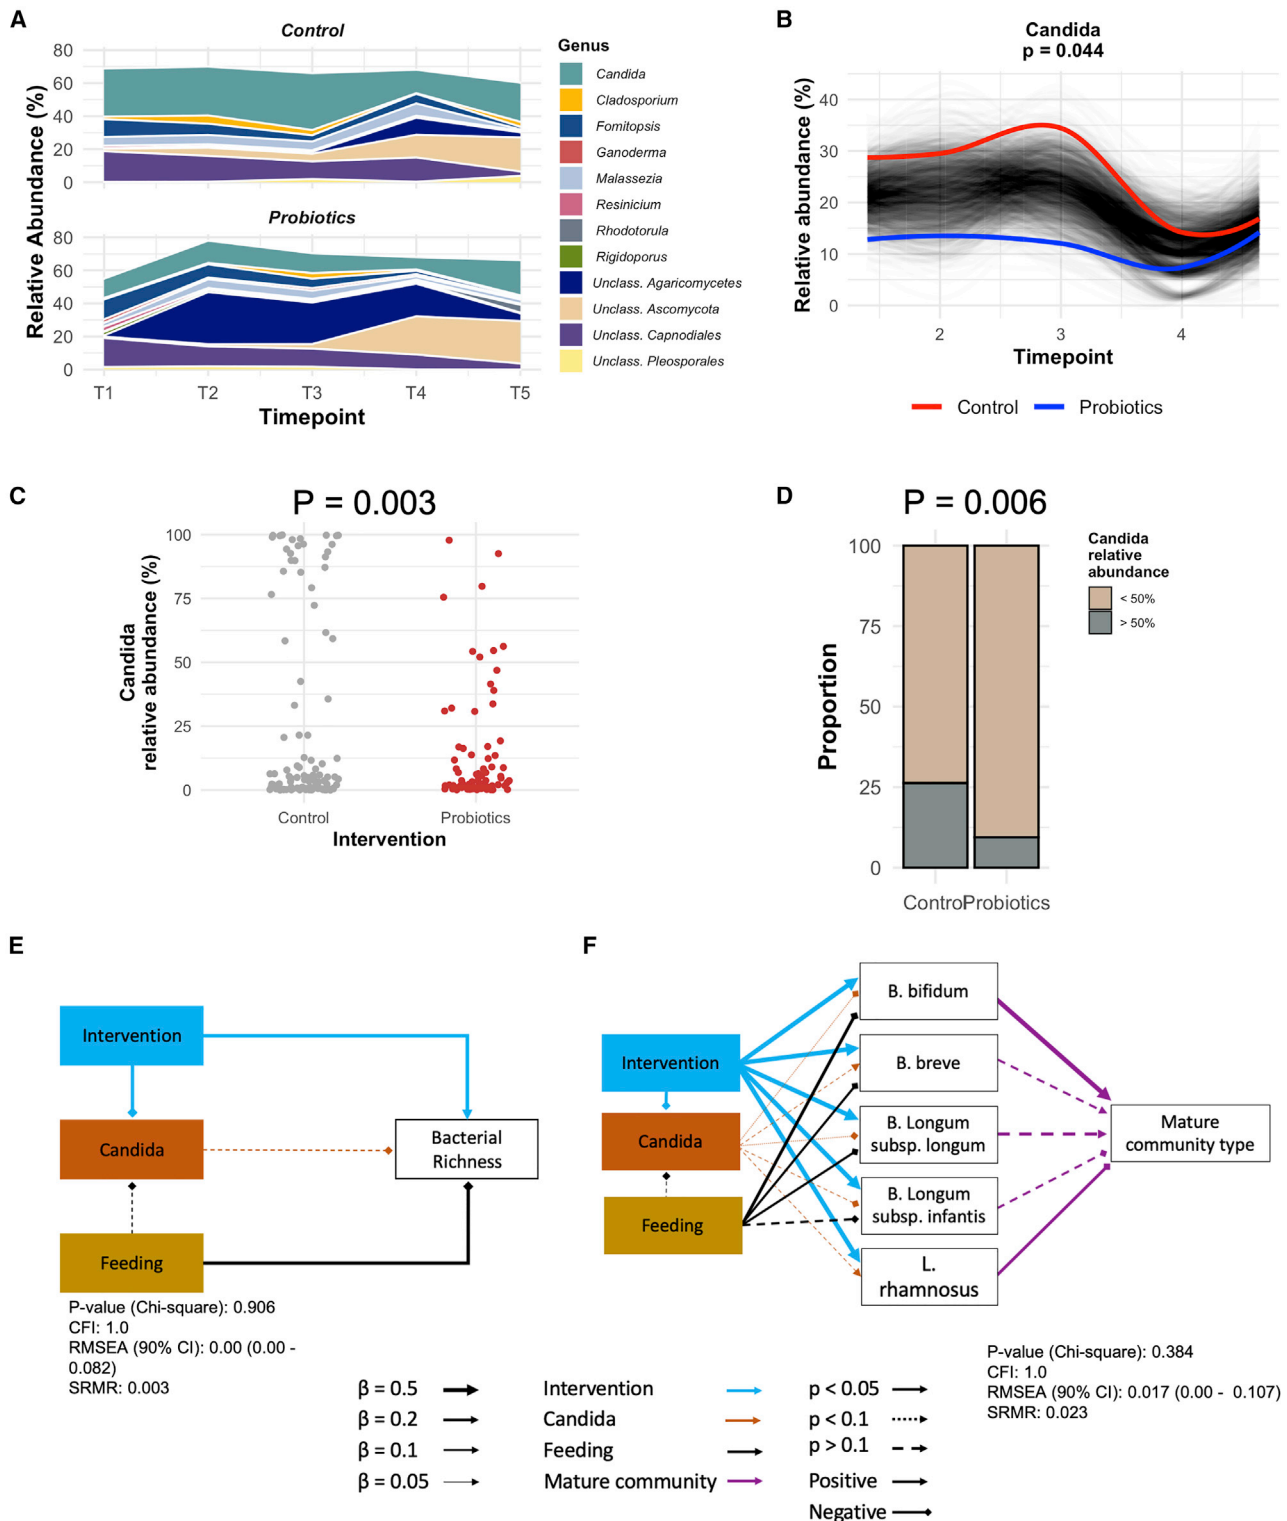 A
Control
Relative Abundance (%)
80
60
40
20
0
Probiotics
80
60
40
20
0
T1
T2
T3
T4
T5
Timepoint
Genus
Candida
Cladosporium
Fomitopsis
Ganoderma
Malassezia
Resinicium
Rhodotorula
Rigidoporus
Unclass. Agaricomycetes
Unclass. Ascomycota
Unclass. Capnodiales
Unclass. Pleosporales
B
Candida
p = 0.044
Relative abundance (%)
40
30
20
10
0
2
3
4
Timepoint
Control
Probiotics
C
P = 0.003
Candida
relative abundance (%)
100
75
50
25
0
Control
Probiotics
Intervention
D
P = 0.006
Proportion
100
75
50
25
0
Control
Probiotics
Candida
relative
abundance
< 50%
> 50%
E
Intervention
Candida
Feeding
Bacterial
Richness
P-value (Chi-square): 0.906
CFI: 1.0
RMSEA (90% CI): 0.00 (0.00 -
0.082)
SRMR: 0.003
F
Intervention
Candida
Feeding
B. bifidum
B. breve
B. Longum
subsp. longum
B. Longum
subsp. infantis
L.
rhamnosus
Mature
community type
P-value (Chi-square): 0.384
CFI: 1.0
RMSEA (90% CI): 0.017 (0.00 - 0.107)
SRMR: 0.023
β = 0.5
β = 0.2
β = 0.1
β = 0.05
Intervention
Candida
Feeding
Mature community
p < 0.05
p < 0.1
p > 0.1
Positive
Negative